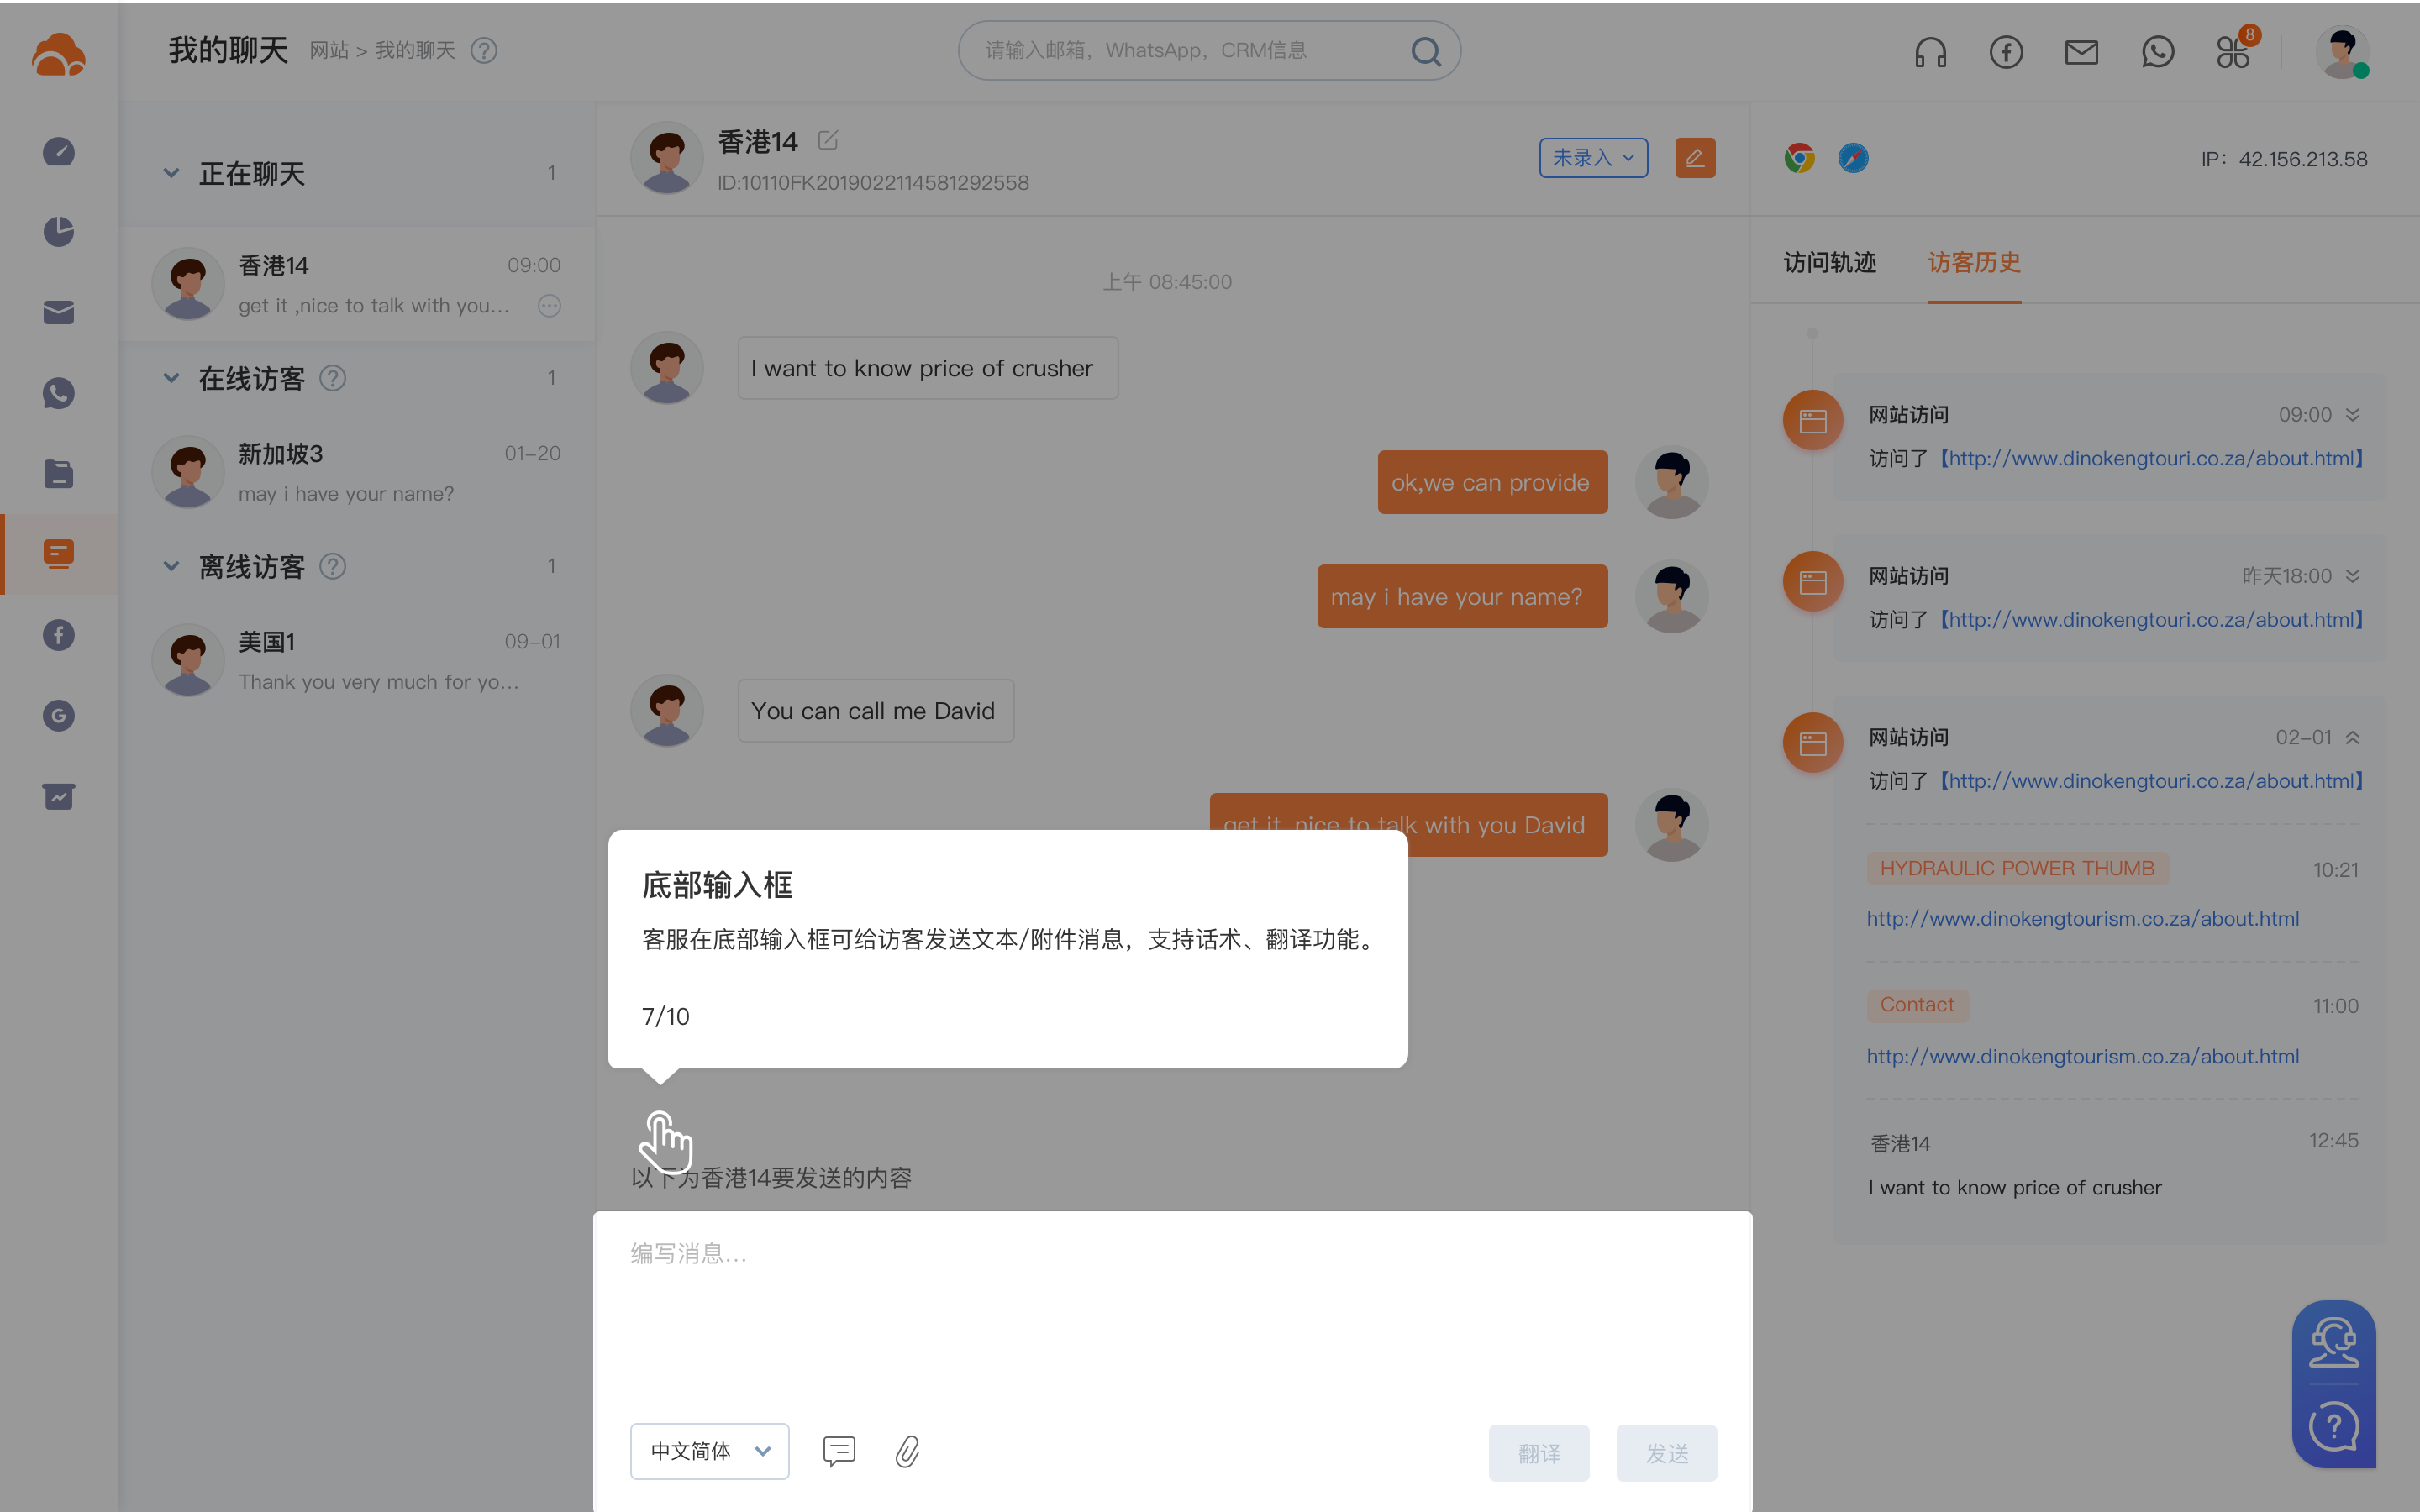 我的聊天
网站 > 我的聊天
请输入邮箱，WhatsApp，CRM信息
8
正在聊天
1
香港14
09:00
get it ,nice to talk with you...
在线访客
1
新加坡3
01-20
may i have your name?
离线访客
1
美国1
09-01
Thank you very much for yo...
香港14
ID:10110FK2019022114581292558
未录入
上午 08:45:00
I want to know price of crusher
ok,we can provide
may i have your name?
You can call me David
get it ,nice to talk with you David
底部输入框
客服在底部输入框可给访客发送文本/附件消息，支持话术、翻译功能。
7/10
以下为香港14要发送的内容
编写消息...
中文简体
翻译
发送
IP：42.156.213.58
访问轨迹
访客历史
网站访问
09:00
访问了【http://www.dinokengtouri.co.za/about.html】
网站访问
昨天18:00
访问了【http://www.dinokengtouri.co.za/about.html】
网站访问
02-01
访问了【http://www.dinokengtouri.co.za/about.html】
HYDRAULIC POWER THUMB
10:21
http://www.dinokengtourism.co.za/about.html
Contact
11:00
http://www.dinokengtourism.co.za/about.html
香港14
12:45
I want to know price of crusher